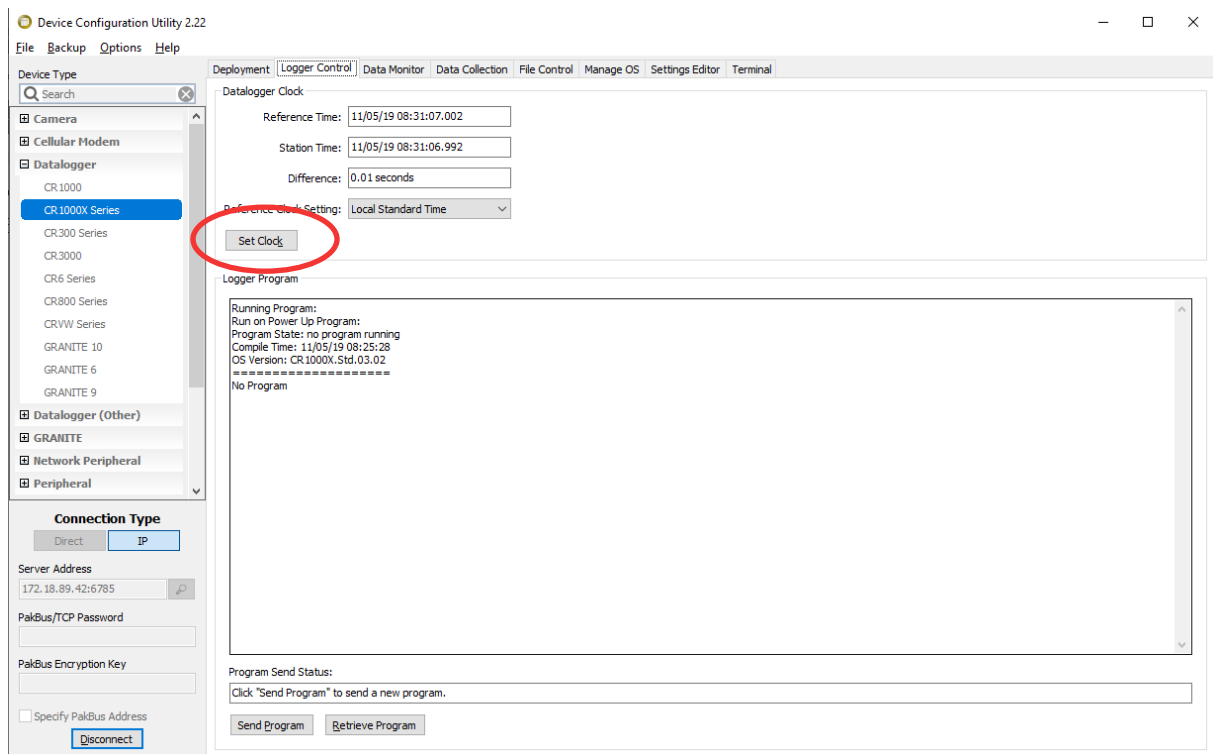 Device Configuration Utility 2.22
File Backup Options Help
Device Type
Search
Camera
Cellular Modem
Datalogger
CR1000
CR1000X Series
CR300 Series
CR3000
CR6 Series
CR800 Series
CRVW Series
GRANITE 10
GRANITE 6
GRANITE 9
Datalogger (Other)
GRANITE
Network Peripheral
Peripheral
Connection Type
Direct IP
Server Address
172.18.89.42:6785
PakBus/TCP Password
PakBus Encryption Key
Specify PakBus Address
Disconnect
Deployment Logger Control Data Monitor Data Collection File Control Manage OS Settings Editor Terminal
Datalogger Clock
Reference Time: 11/05/19 08:31:07.002
Station Time: 11/05/19 08:31:06.992
Difference: 0.01 seconds
Reference Clock Setting: Local Standard Time
Set Clock
Logger Program
Running Program:
Run on Power Up Program:
Program State: no program running
Compile Time: 11/05/19 08:25:28
OS Version: CR1000X.Std.03.02
====================
No Program
Program Send Status:
Click "Send Program" to send a new program.
Send Program Retrieve Program